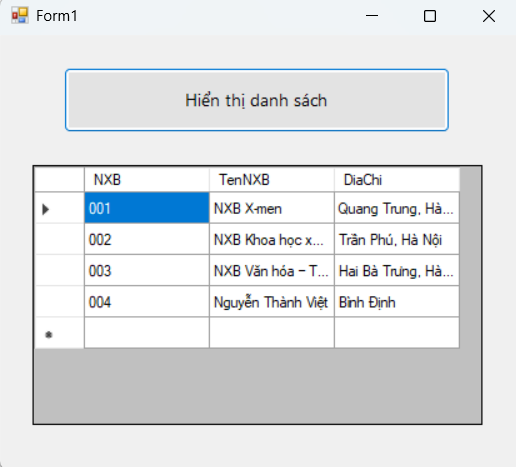 Form1
Hiển thị danh sách
NXB TenNXB DiaChi
001 NXB X-men Quang Trung, Hà...
002 NXB Khoa học x... Trần Phú, Hà Nội
003 NXB Văn hóa – T... Hai Bà Trưng, Hà...
004 Nguyễn Thành Việt Bình Định